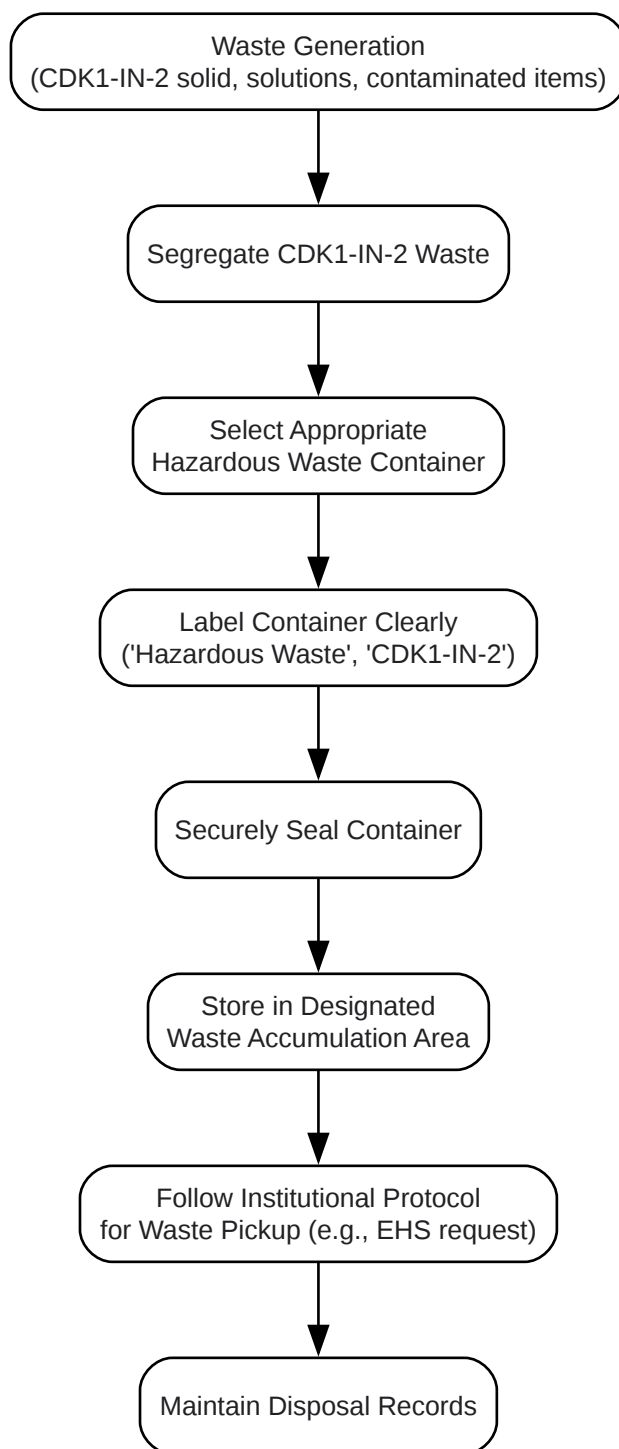 Waste Generation
(CDK1-IN-2 solid, solutions, contaminated items)
Segregate CDK1-IN-2 Waste
Select Appropriate
Hazardous Waste Container
Label Container Clearly
('Hazardous Waste', 'CDK1-IN-2')
Securely Seal Container
Store in Designated
Waste Accumulation Area
Follow Institutional Protocol
for Waste Pickup (e.g., EHS request)
Maintain Disposal Records